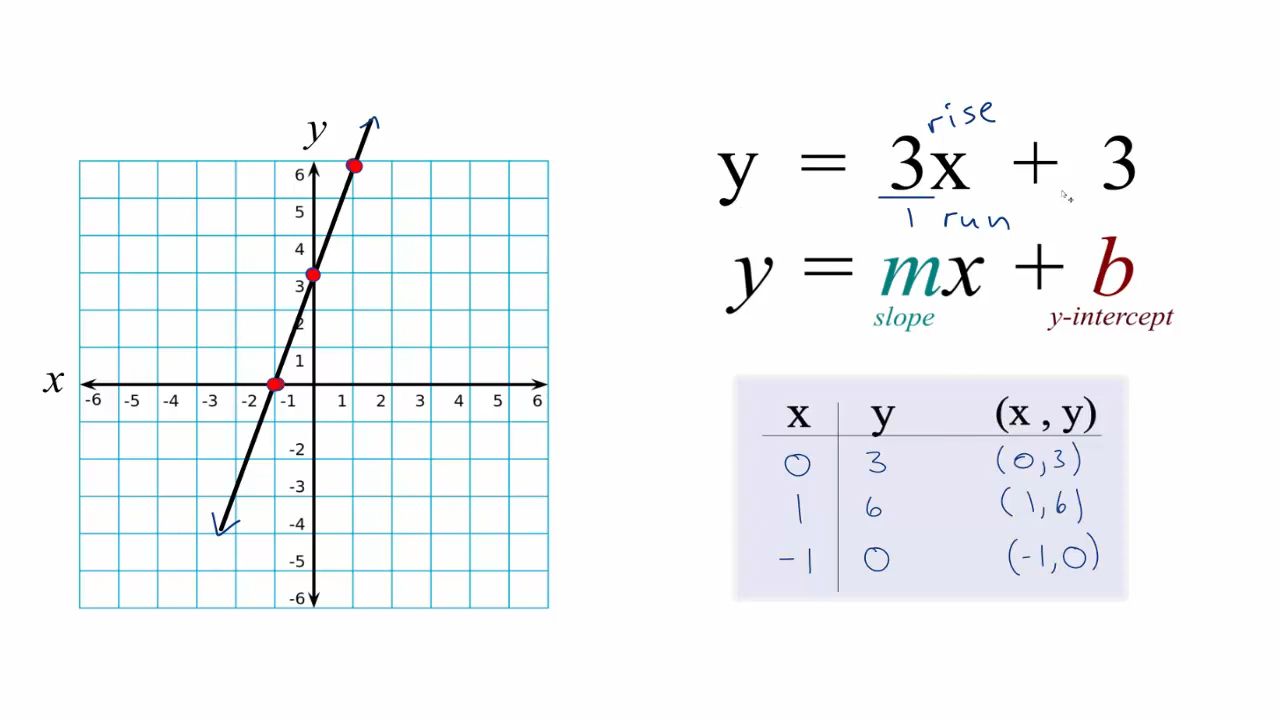 y
6
5
4
3
2
1
x
-6 -5 -4 -3 -2 -1 1 2 3 4 5 6
-2
-3
-4
-5
-6
rise
y = 3x + 3
1 run
y = mx + b
slope y-intercept
x y (x , y)
0 3 (0,3)
1 6 (1,6)
-1 0 (-1,0)